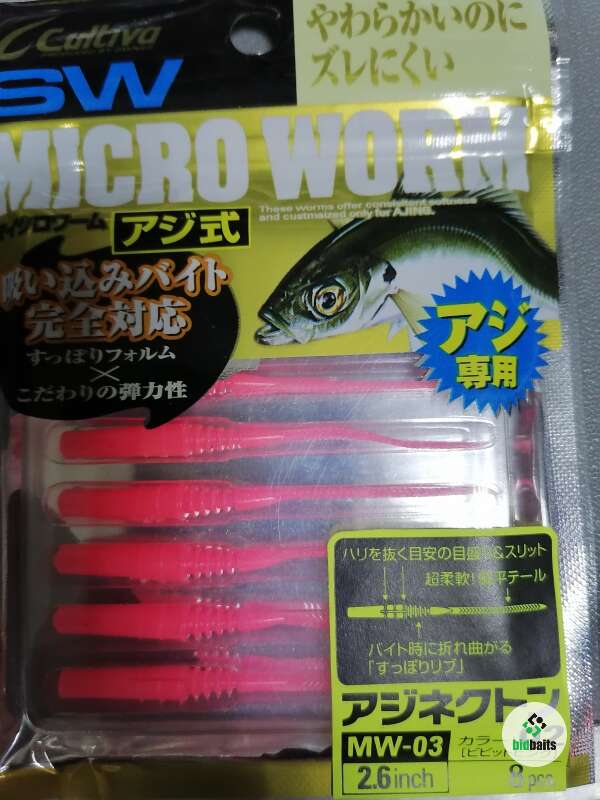 Cultiva
やわらかいのに
ズレにくい
SW
MICRO WORM
マイクロワーム アジ式
These worms offer consistent softness
and custmaized only for AJING.
吸い込みバイト
完全対応
すっぽりフォルム
×
こだわりの弾力性
アジ
専用
ハリを抜く目安の目盛り&スリット
超柔軟!扁平テール
バイト時に折れ曲がる
「すっぽりリブ」
アジネクトン
MW-03 カラー
2.6inch 8pcs
bidbaits